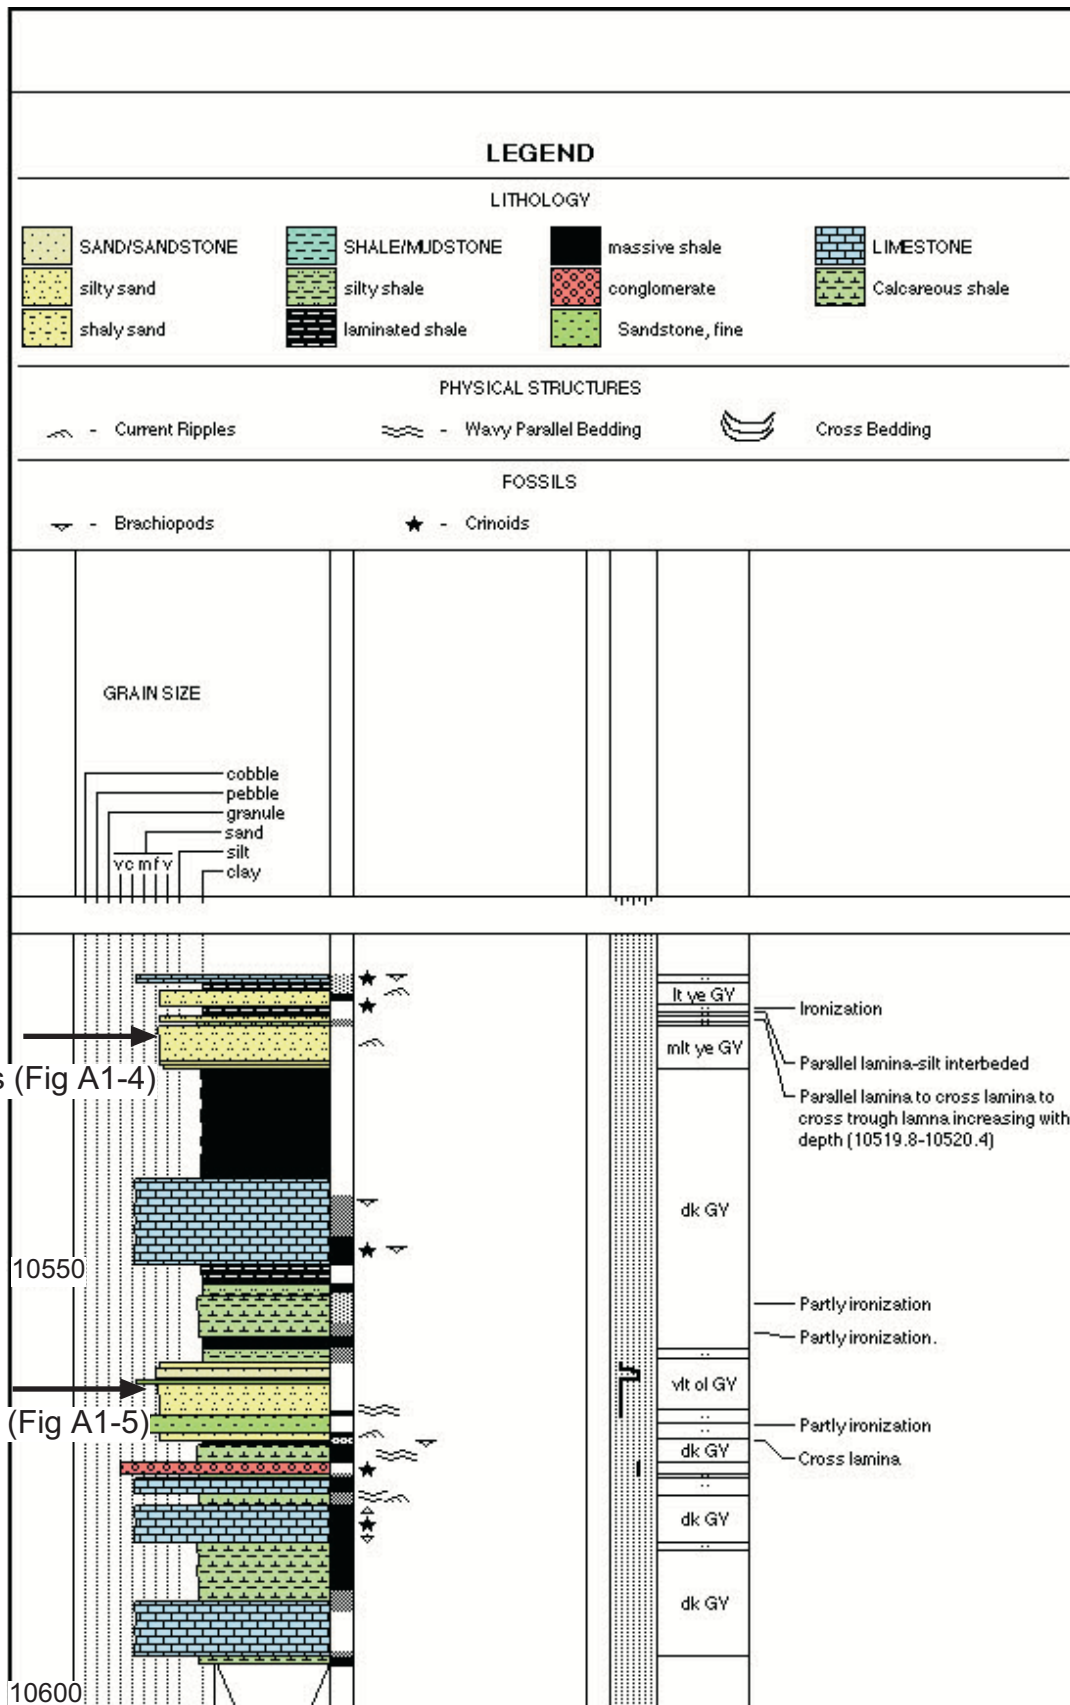 LEGEND
LITHOLOGY
SAND/SANDSTONE
SHALE/MUDSTONE
massive shale
LIMESTONE
silty sand
silty shale
conglomerate
Calcareous shale
shaly sand
laminated shale
Sandstone, fine
PHYSICAL STRUCTURES
- Current Ripples
- Wavy Parallel Bedding
Cross Bedding
FOSSILS
- Brachiopods
- Crinoids
GRAIN SIZE
cobble
pebble
granule
sand
silt
vc m f v
clay
lt ye GY
Ironization
mlt ye GY
Parallel lamina-silt interbeded
s (Fig A1-4)
Parallel lamina to cross lamina to
cross trough lamna increasing with
depth (10519.8-10520.4)
dk GY
10550
Partly ironization
Partly ironization.
vlt ol GY
(Fig A1-5)
Partly ironization
dk GY
Cross lamina
dk GY
dk GY
10600